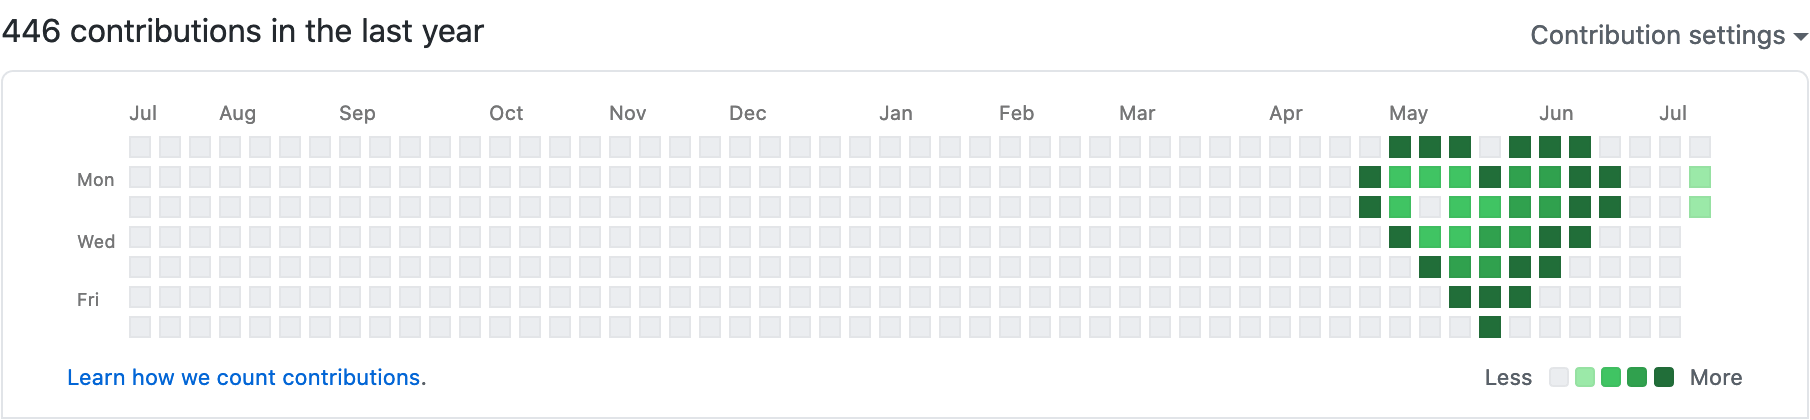 446 contributions in the last year
Contribution settings
Jul Aug Sep Oct Nov Dec Jan Feb Mar Apr May Jun Jul
Mon
Wed
Fri
Learn how we count contributions.
Less More